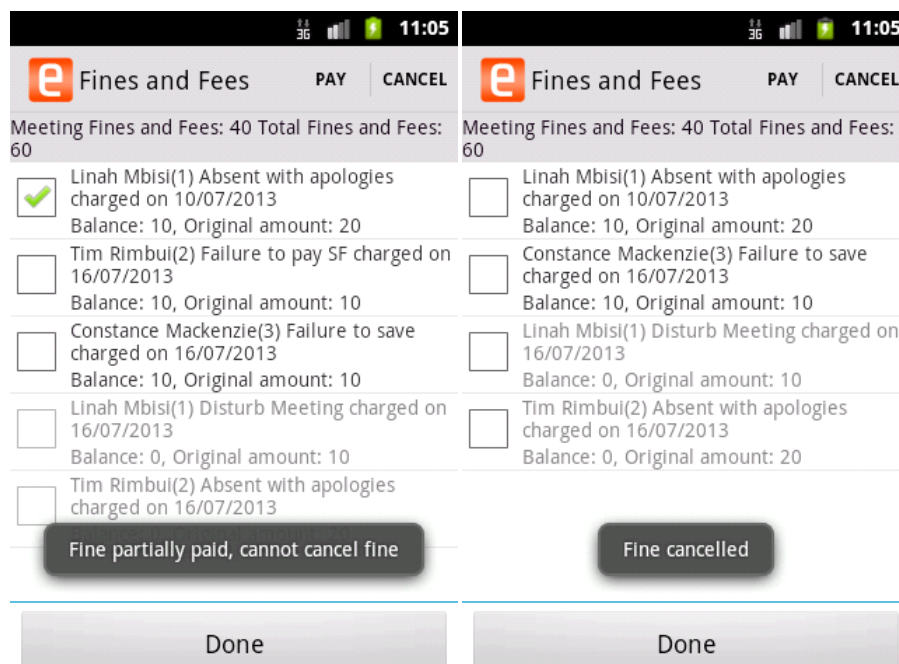 3G 11:05
e Fines and Fees PAY CANCEL
Meeting Fines and Fees: 40 Total Fines and Fees:
60
Linah Mbisi(1) Absent with apologies
charged on 10/07/2013
Balance: 10, Original amount: 20
Tim Rimbui(2) Failure to pay SF charged on
16/07/2013
Balance: 10, Original amount: 10
Constance Mackenzie(3) Failure to save
charged on 16/07/2013
Balance: 10, Original amount: 10
Linah Mbisi(1) Disturb Meeting charged on
16/07/2013
Balance: 0, Original amount: 10
Tim Rimbui(2) Absent with apologies
charged on 16/07/2013
Fine partially paid, cannot cancel fine
Done
3G 11:05
e Fines and Fees PAY CANCEL
Meeting Fines and Fees: 40 Total Fines and Fees:
60
Linah Mbisi(1) Absent with apologies
charged on 10/07/2013
Balance: 10, Original amount: 20
Constance Mackenzie(3) Failure to save
charged on 16/07/2013
Balance: 10, Original amount: 10
Linah Mbisi(1) Disturb Meeting charged on
16/07/2013
Balance: 0, Original amount: 10
Tim Rimbui(2) Absent with apologies
charged on 16/07/2013
Balance: 0, Original amount: 20
Fine cancelled
Done